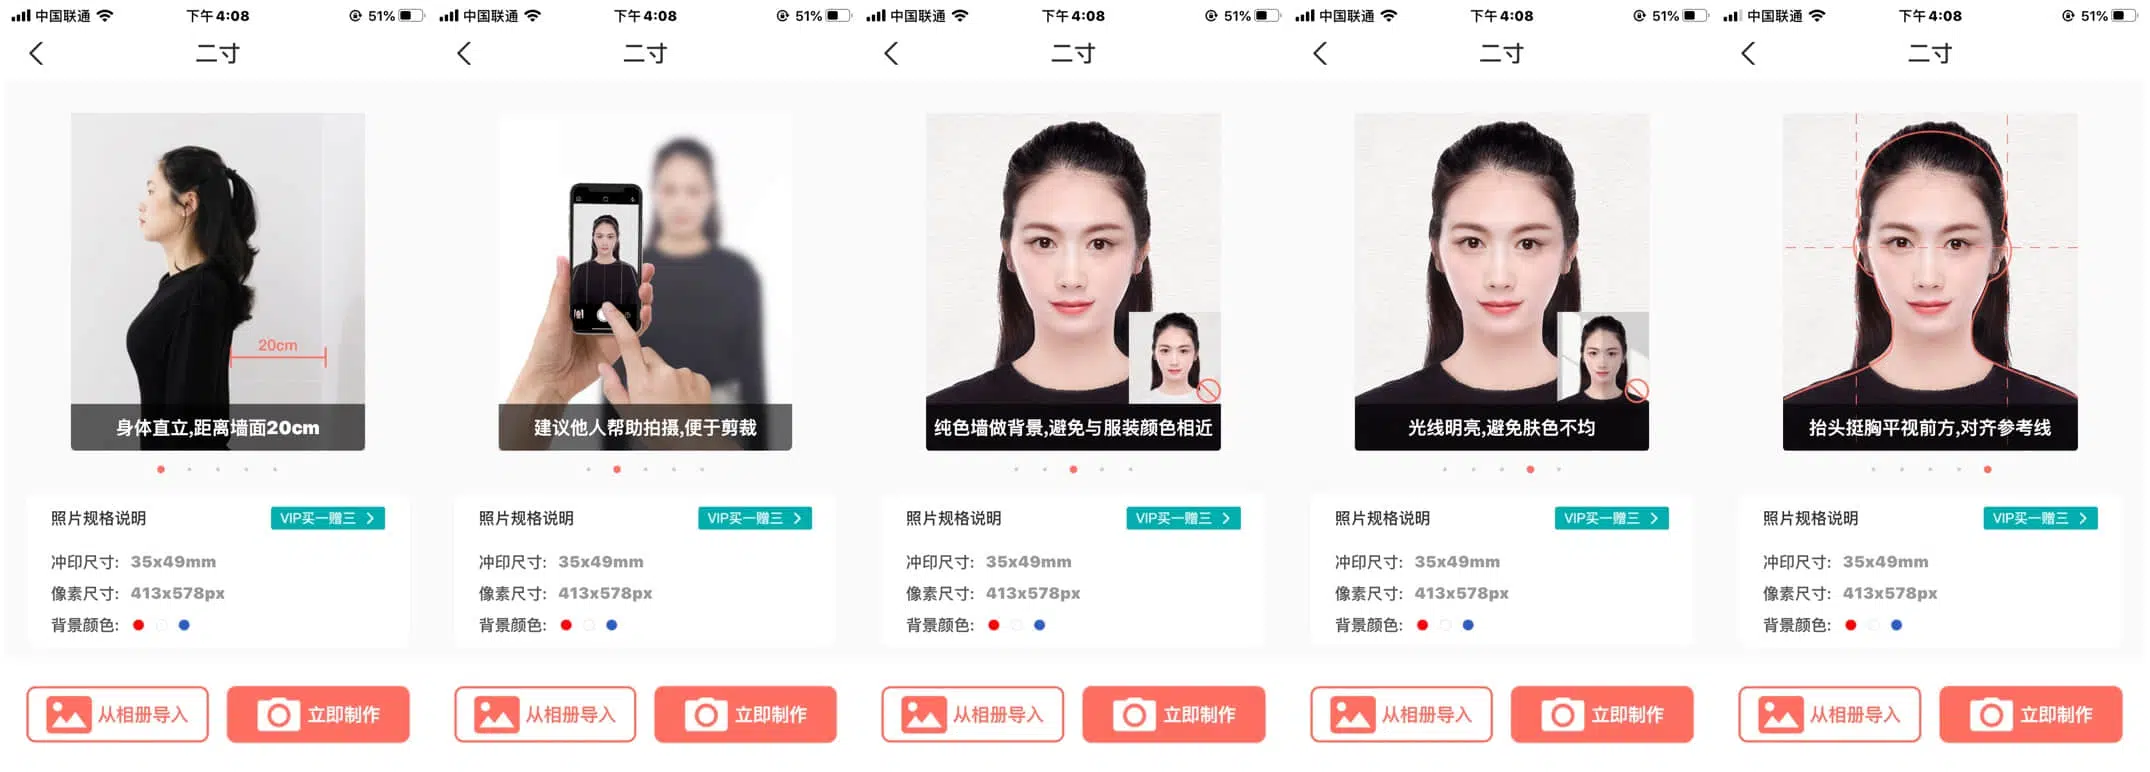 中国联通
下午4:08
51%
二寸
20cm
身体直立,距离墙面20cm
照片规格说明
VIP买一赠三
冲印尺寸: 35x49mm
像素尺寸: 413x578px
背景颜色:
从相册导入
立即制作
中国联通
下午4:08
51%
二寸
建议他人帮助拍摄,便于剪裁
照片规格说明
VIP买一赠三
冲印尺寸: 35x49mm
像素尺寸: 413x578px
背景颜色:
从相册导入
立即制作
中国联通
下午4:08
51%
二寸
纯色墙做背景,避免与服装颜色相近
照片规格说明
VIP买一赠三
冲印尺寸: 35x49mm
像素尺寸: 413x578px
背景颜色:
从相册导入
立即制作
中国联通
下午4:08
51%
二寸
光线明亮,避免肤色不均
照片规格说明
VIP买一赠三
冲印尺寸: 35x49mm
像素尺寸: 413x578px
背景颜色:
从相册导入
立即制作
中国联通
下午4:08
51%
二寸
抬头挺胸平视前方,对齐参考线
照片规格说明
VIP买一赠三
冲印尺寸: 35x49mm
像素尺寸: 413x578px
背景颜色:
从相册导入
立即制作